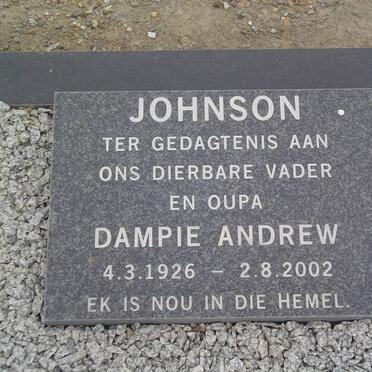 JOHNSON
TER GEDAGTENIS AAN
ONS DIERBARE VADER
EN OUPA
DAMPIE ANDREW
4.3.1926 – 2.8.2002
EK IS NOU IN DIE HEMEL.